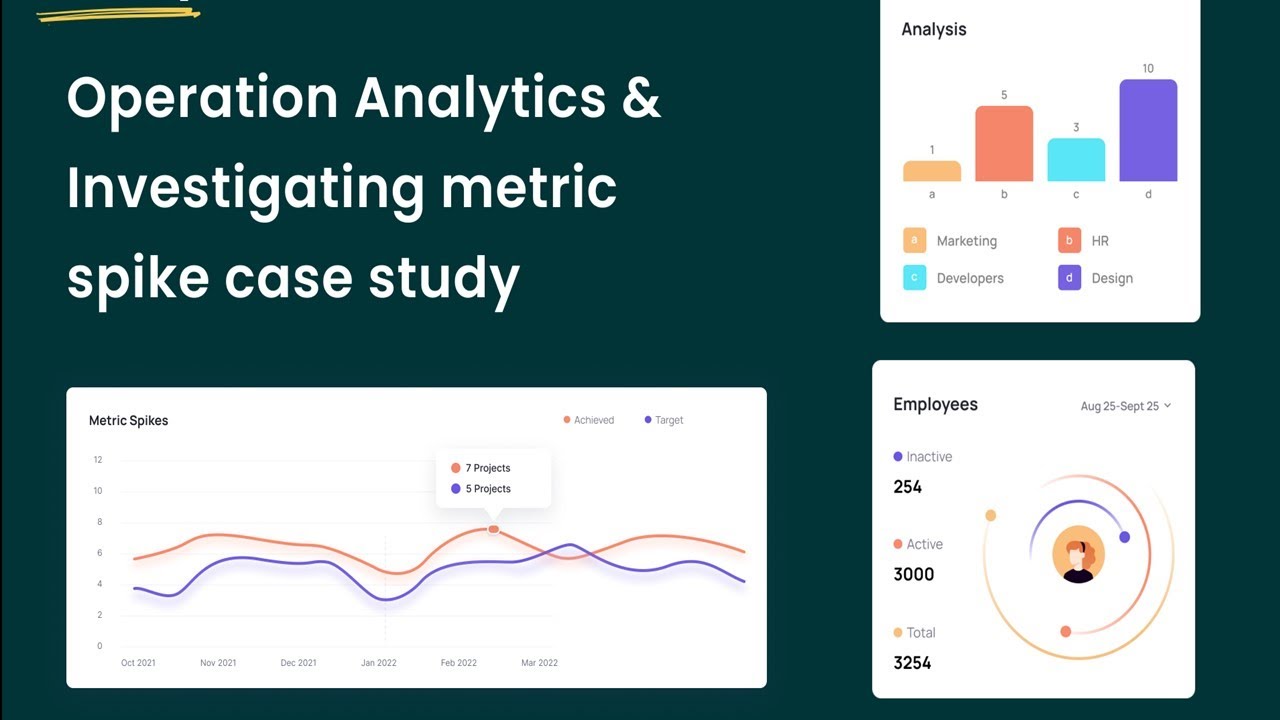 Operation Analytics &
Investigating metric
spike case study
Analysis
1
5
3
10
a
b
c
d
a Marketing
b HR
c Developers
d Design
Metric Spikes
Achieved
Target
7 Projects
5 Projects
12
10
8
6
4
2
0
Oct 2021
Nov 2021
Dec 2021
Jan 2022
Feb 2022
Mar 2022
Employees
Aug 25-Sept 25
Inactive
254
Active
3000
Total
3254